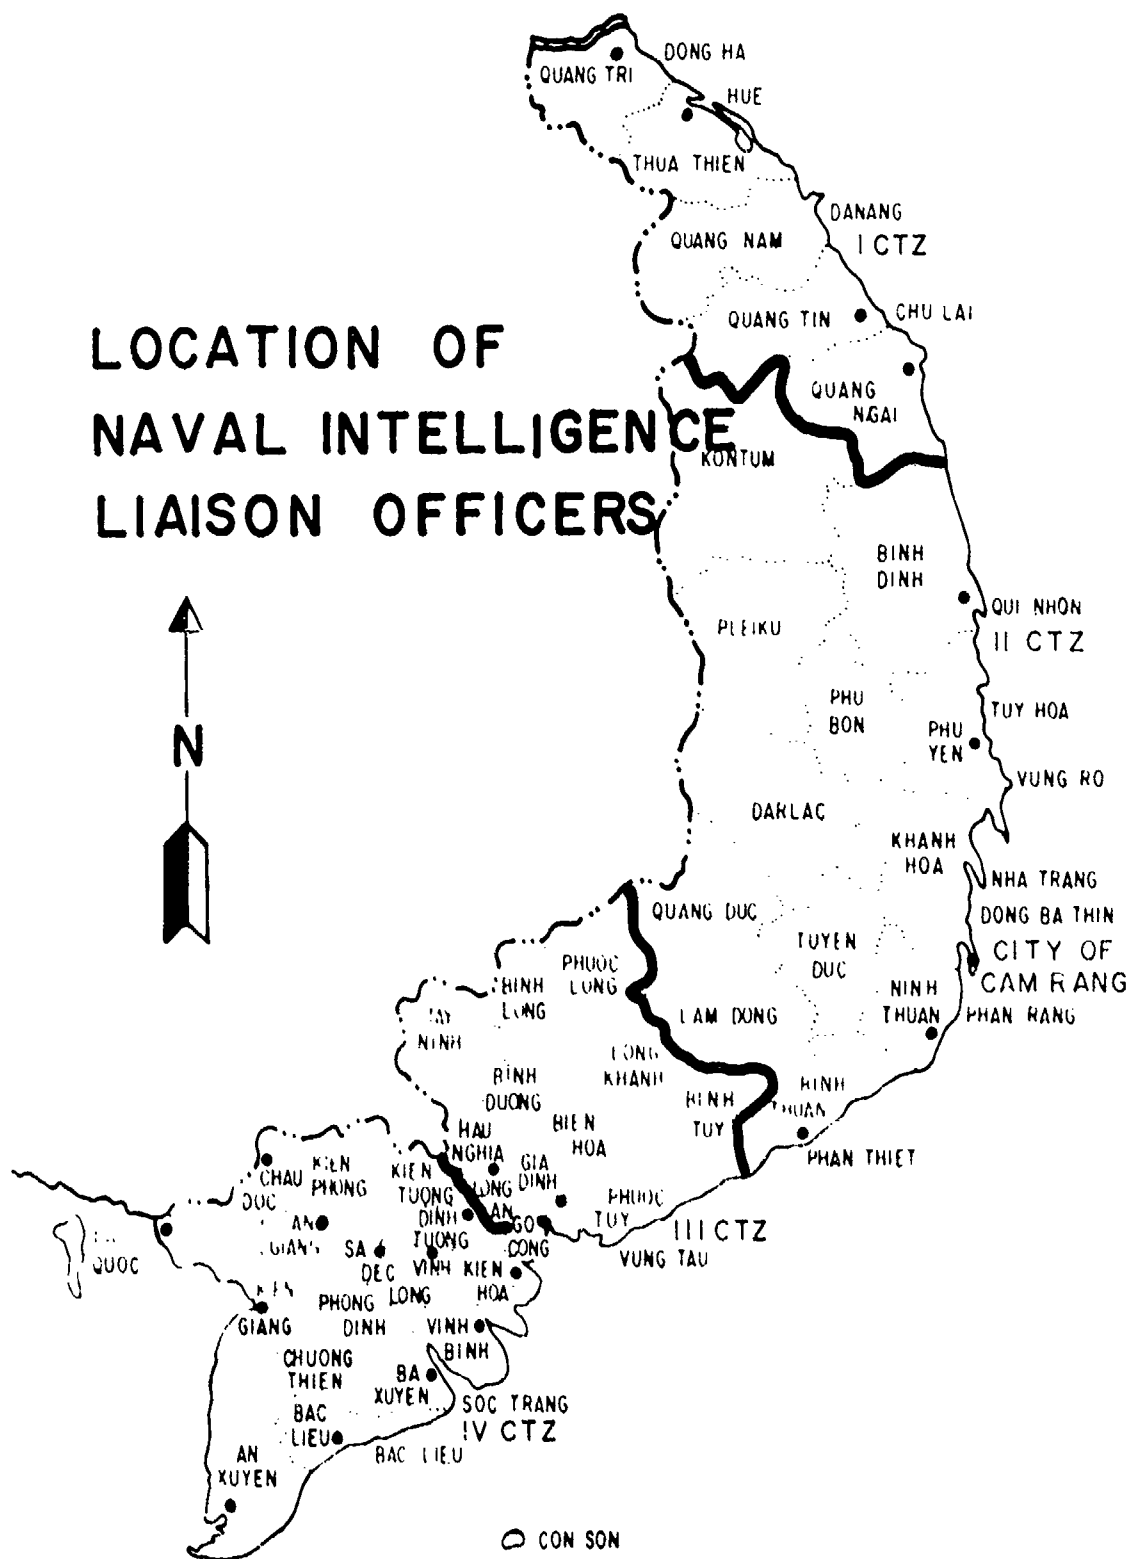 DONG HA
QUANG TRI
HUE
THUA THIEN
DANANG
QUANG NAM
I CTZ
QUANG TIN
CHU LAI
LOCATION OF
NAVAL INTELLIGENCE
LIAISON OFFICERS
QUANG
NGAI
KONTUM
BINH
DINH
QUI NHON
II CTZ
PLEIKU
PHU
BON
TUY HOA
PHU
YEN
VUNG RO
N
DARLAC
KHANH
HOA
NHA TRANG
QUANG DUC
DONG BA THIN
TUYEN
DUC
CITY OF
CAM RANG
PHUOC
LONG
BINH
LONG
NINH
THUAN
PHAN RANG
LAM DONG
TAY
NINH
LONG
KHANH
BINH
DUONG
BINH
TUY
BINH
THUAN
BIEN
HOA
HAU
NGHIA
PHAN THIET
GIA
DINH
KIEN
PHONG
CHAU
DOC
KIEN
TUONG
LONG
AN
PHUOC
TUY
III CTZ
VUNG TAU
DINH
TUONG
GO
CONG
AN
GIANG
SA
DEC
VINH
LONG
KIEN
HOA
QUOC
GIANG
PHONG
DINH
VINH
BINH
CHUONG
THIEN
BA
XUYEN
SOC TRANG
IV CTZ
BAC
LIEU
BAC LIEU
AN
XUYEN
CON SON